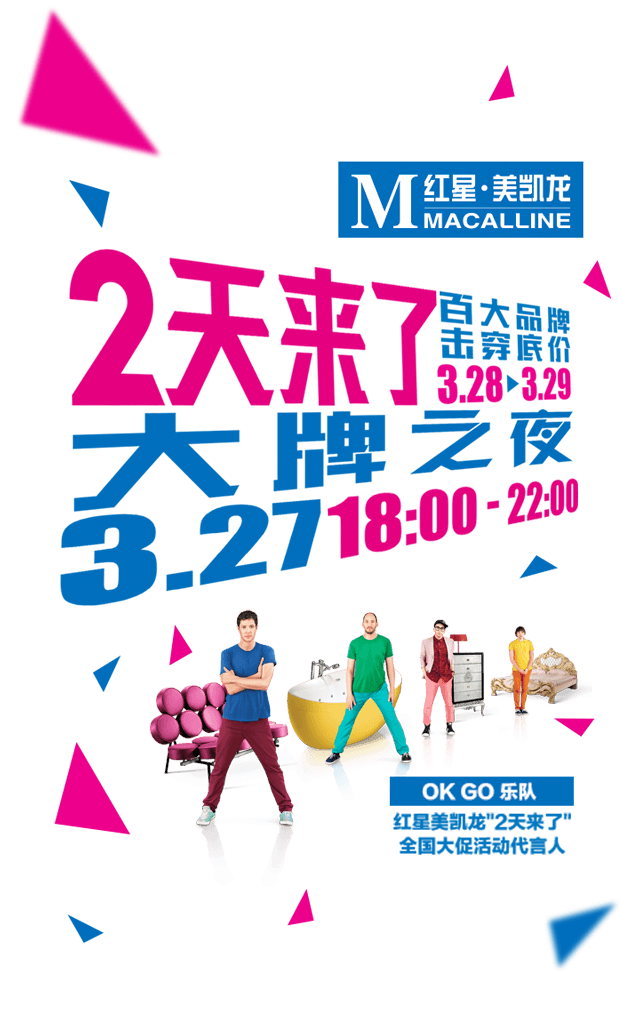 M 红星·美凯龙
MACALLINE
2天来了
百大品牌
击穿底价
3.28 3.29
大牌之夜
3.27 18:00 - 22:00
OK GO 乐队
红星美凯龙"2天来了"
全国大促活动代言人